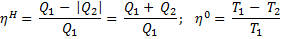 η^H = (Q₁ − |Q₂|)/Q₁ = (Q₁ + Q₂)/Q₁; η⁰ = (T₁ − T₂)/T₁